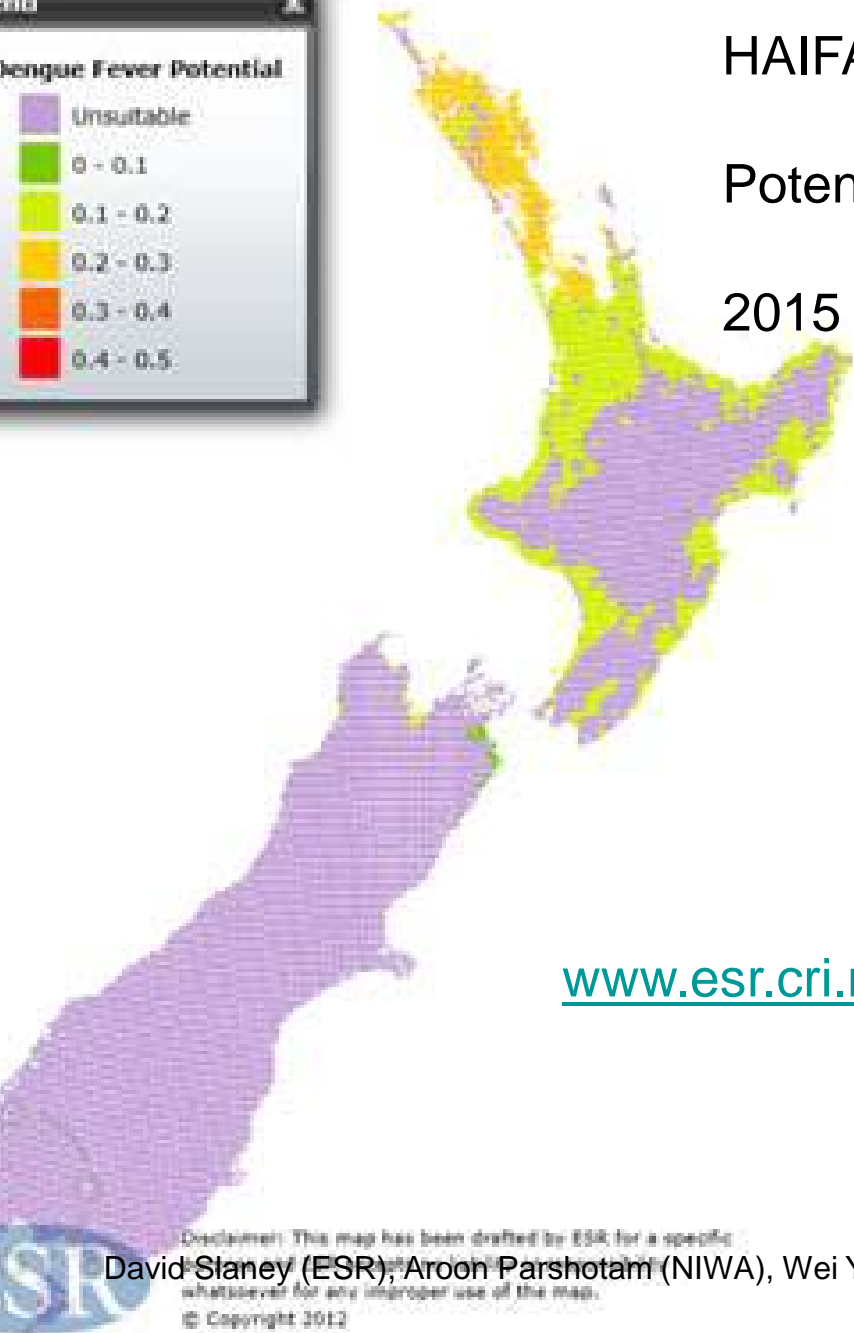 end
Dengue Fever Potential
Unsuitable
0 - 0.1
0.1 - 0.2
0.2 - 0.3
0.3 - 0.4
0.4 - 0.5
HAIFA
Poten
2015
www.esr.cri.n
Disclaimer: This map has been drafted by ESR for a specific
David Slaney (ESR), Aroon Parshotam (NIWA), Wei Y
whatsoever for any improper use of the map.
© Copyright 2012
SR